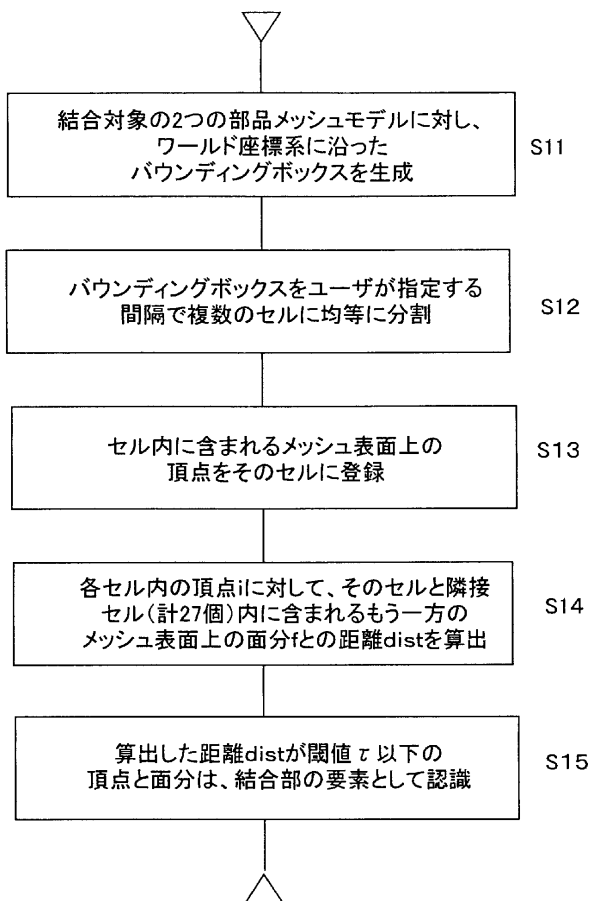 結合対象の2つの部品メッシュモデルに対し、
ワールド座標系に沿った
バウンディングボックスを生成
S11
バウンディングボックスをユーザが指定する
間隔で複数のセルに均等に分割
S12
セル内に含まれるメッシュ表面上の
頂点をそのセルに登録
S13
各セル内の頂点iに対して、そのセルと隣接
セル(計27個)内に含まれるもう一方の
メッシュ表面上の面分fとの距離distを算出
S14
算出した距離distが閾値τ以下の
頂点と面分は、結合部の要素として認識
S15